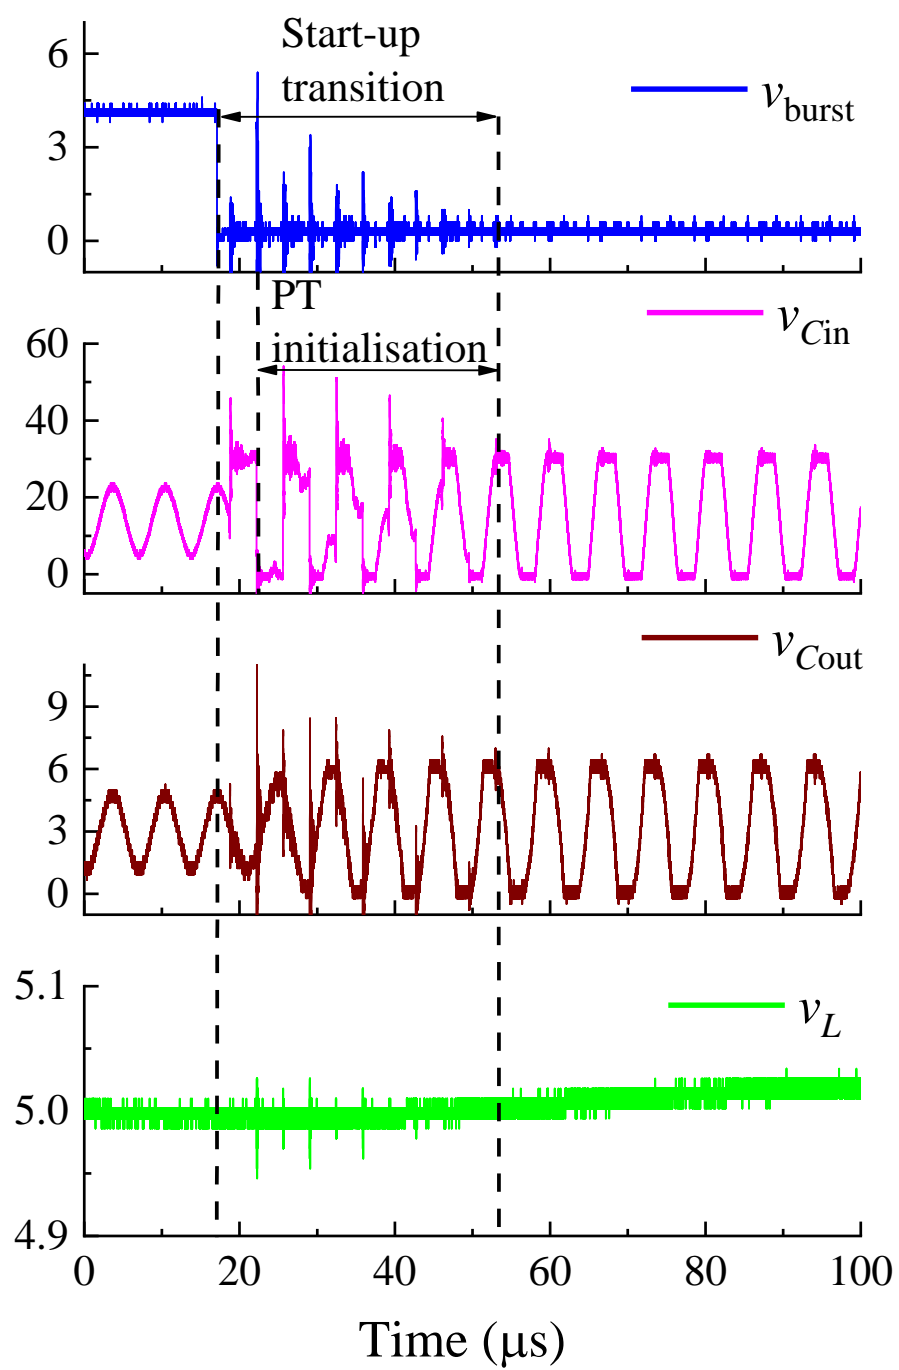 Start-up
transition
v_burst
6
3
0
PT
initialisation
v_Cin
60
40
20
0
v_Cout
9
6
3
0
v_L
5.1
5.0
4.9
0 20 40 60 80 100
Time (μs)